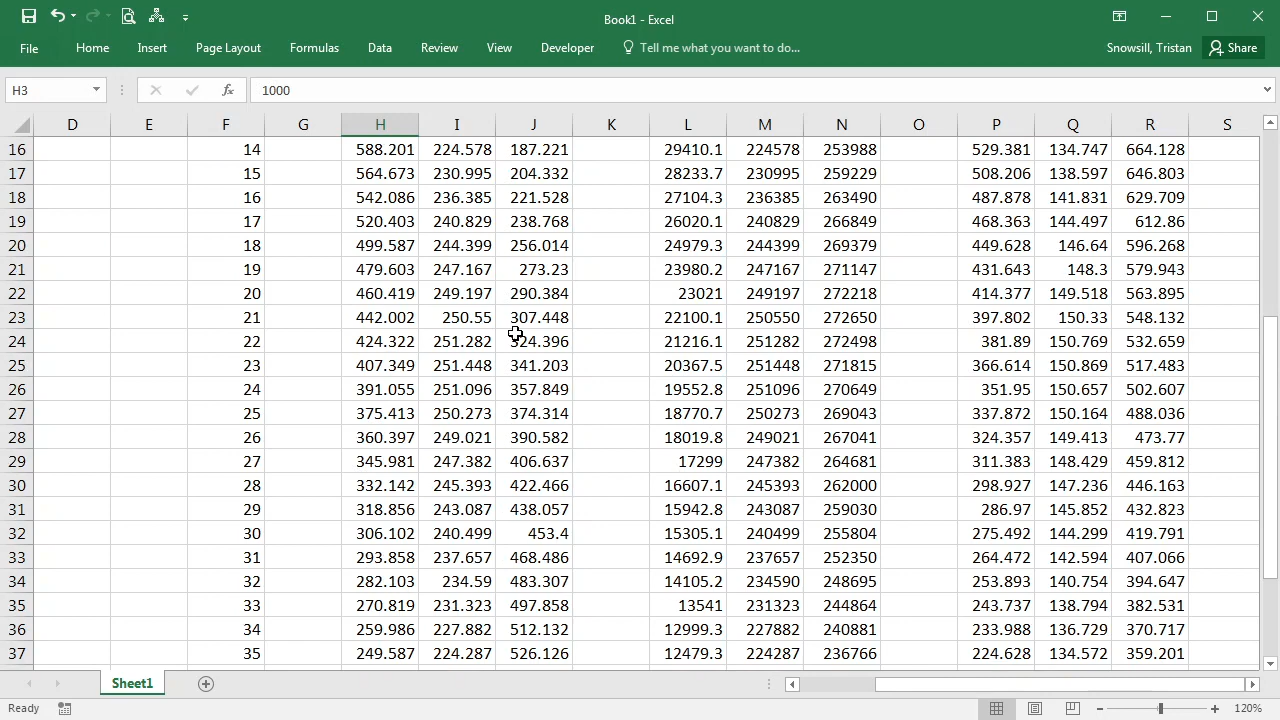 Book1 - Excel
File Home Insert Page Layout Formulas Data Review View Developer Tell me what you want to do... Snowsill, Tristan Share
H3 fx 1000
D E F G H I J K L M N O P Q R S
16 14 588.201 224.578 187.221 29410.1 224578 253988 529.381 134.747 664.128
17 15 564.673 230.995 204.332 28233.7 230995 259229 508.206 138.597 646.803
18 16 542.086 236.385 221.528 27104.3 236385 263490 487.878 141.831 629.709
19 17 520.403 240.829 238.768 26020.1 240829 266849 468.363 144.497 612.86
20 18 499.587 244.399 256.014 24979.3 244399 269379 449.628 146.64 596.268
21 19 479.603 247.167 273.23 23980.2 247167 271147 431.643 148.3 579.943
22 20 460.419 249.197 290.384 23021 249197 272218 414.377 149.518 563.895
23 21 442.002 250.55 307.448 22100.1 250550 272650 397.802 150.33 548.132
24 22 424.322 251.282 324.396 21216.1 251282 272498 381.89 150.769 532.659
25 23 407.349 251.448 341.203 20367.5 251448 271815 366.614 150.869 517.483
26 24 391.055 251.096 357.849 19552.8 251096 270649 351.95 150.657 502.607
27 25 375.413 250.273 374.314 18770.7 250273 269043 337.872 150.164 488.036
28 26 360.397 249.021 390.582 18019.8 249021 267041 324.357 149.413 473.77
29 27 345.981 247.382 406.637 17299 247382 264681 311.383 148.429 459.812
30 28 332.142 245.393 422.466 16607.1 245393 262000 298.927 147.236 446.163
31 29 318.856 243.087 438.057 15942.8 243087 259030 286.97 145.852 432.823
32 30 306.102 240.499 453.4 15305.1 240499 255804 275.492 144.299 419.791
33 31 293.858 237.657 468.486 14692.9 237657 252350 264.472 142.594 407.066
34 32 282.103 234.59 483.307 14105.2 234590 248695 253.893 140.754 394.647
35 33 270.819 231.323 497.858 13541 231323 244864 243.737 138.794 382.531
36 34 259.986 227.882 512.132 12999.3 227882 240881 233.988 136.729 370.717
37 35 249.587 224.287 526.126 12479.3 224287 236766 224.628 134.572 359.201
Sheet1
Ready 120%